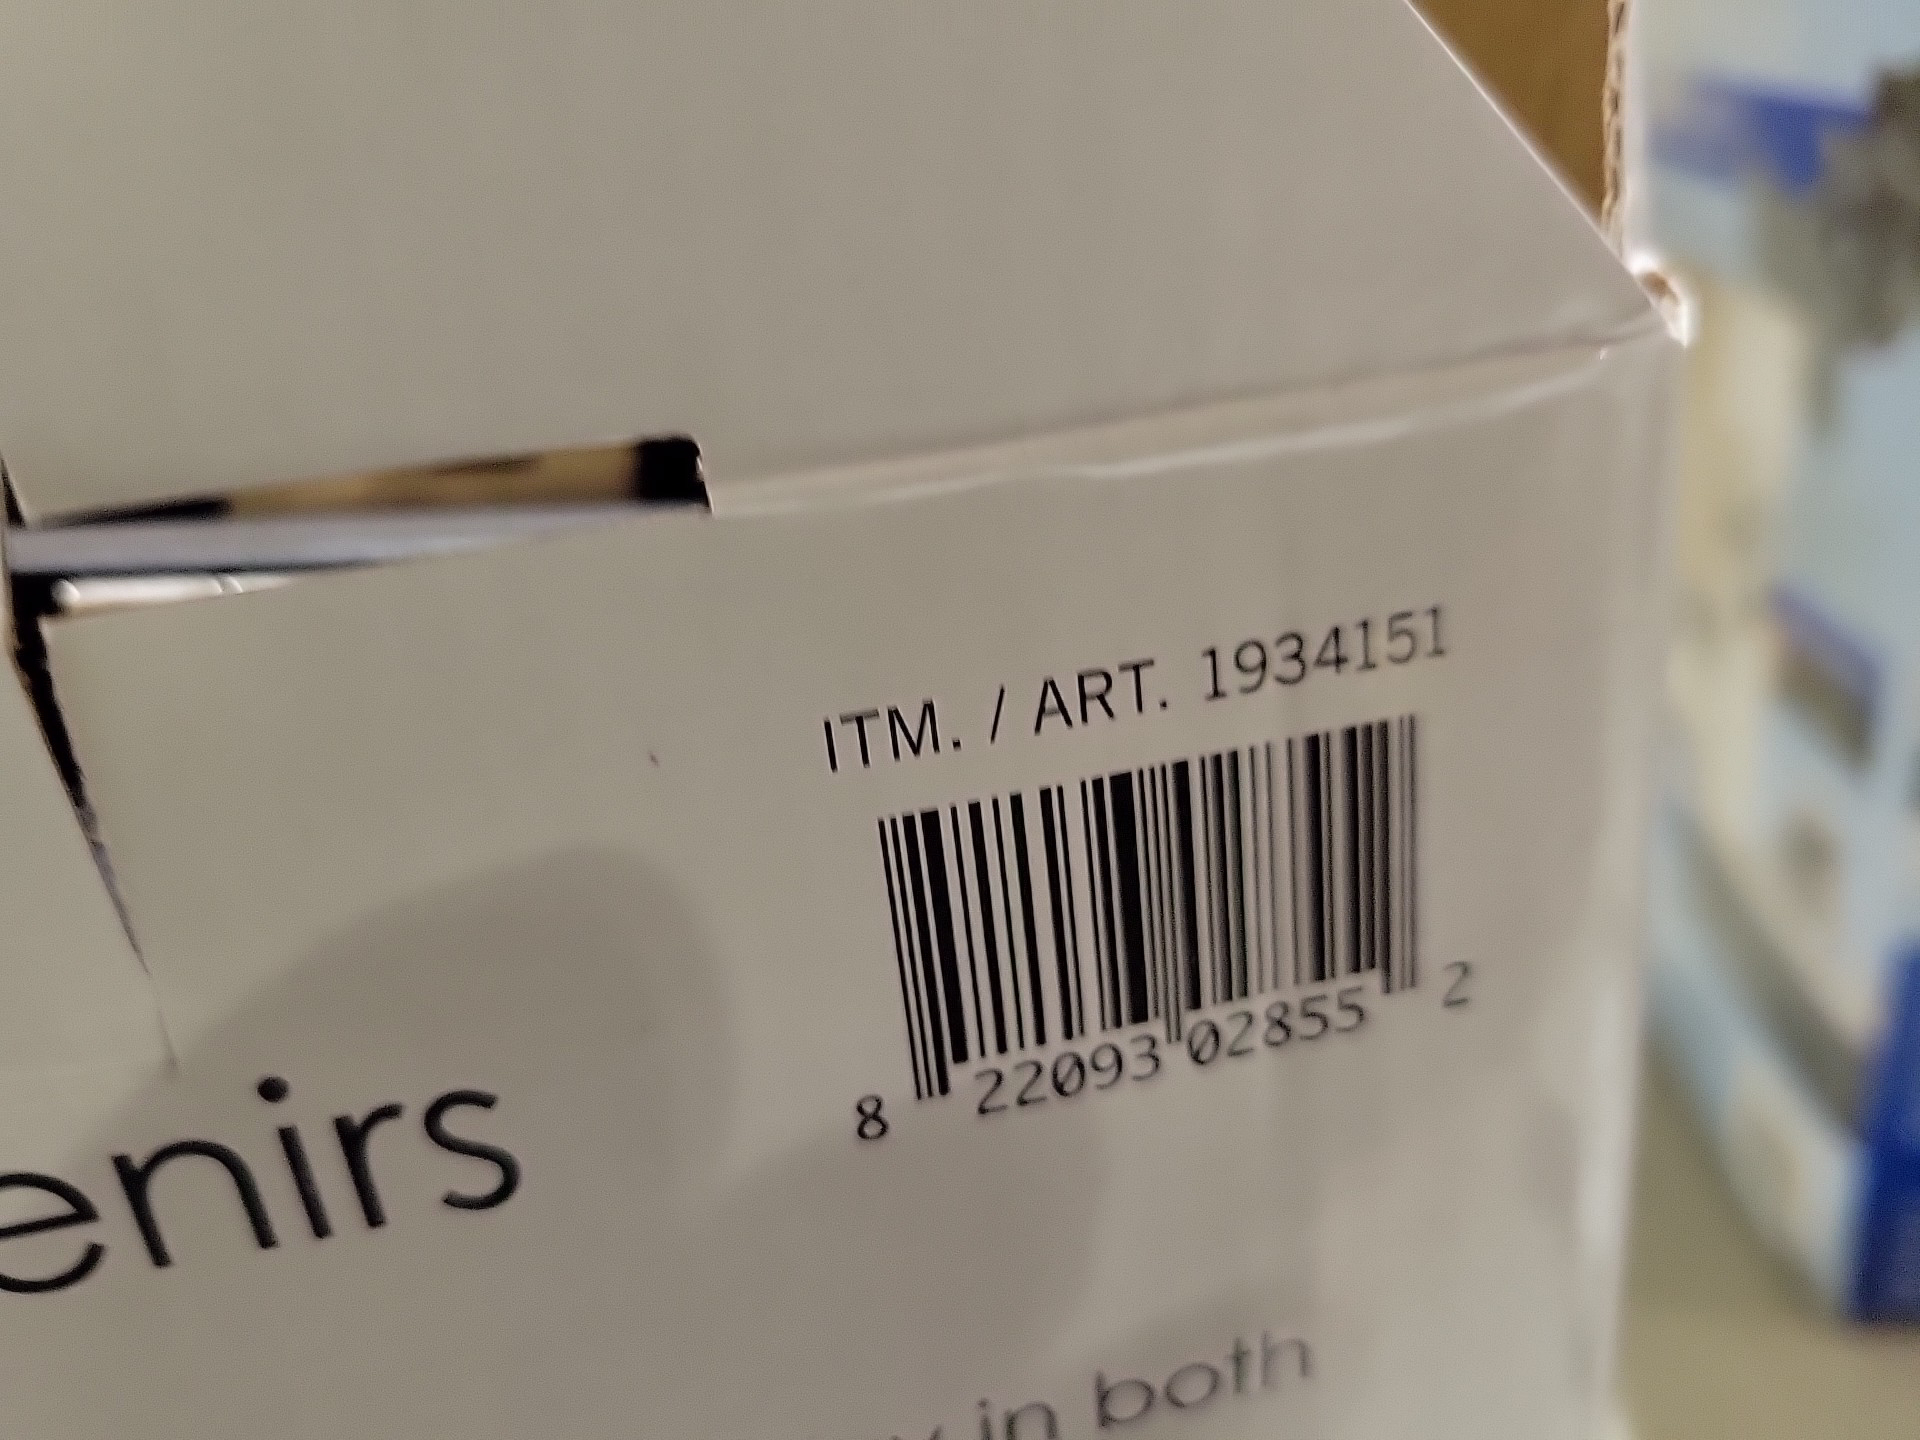 ITM. / ART. 1934151
8 22093 02855 2
enirs
in both